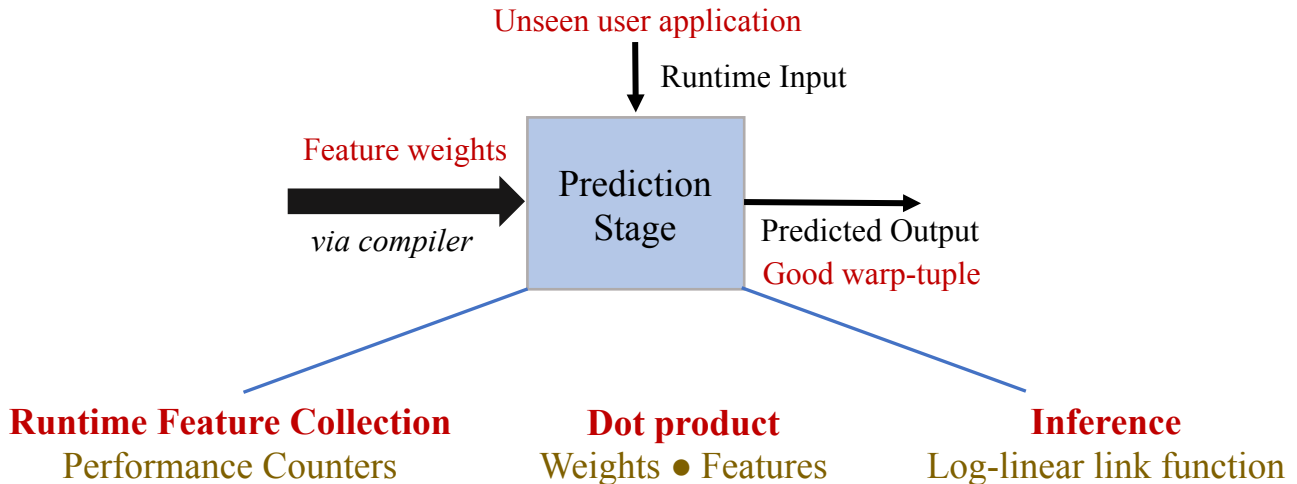 Unseen user application
Runtime Input
Feature weights
via compiler
Prediction
Stage
Predicted Output
Good warp-tuple
Runtime Feature Collection
Performance Counters
Dot product
Weights ● Features
Inference
Log-linear link function